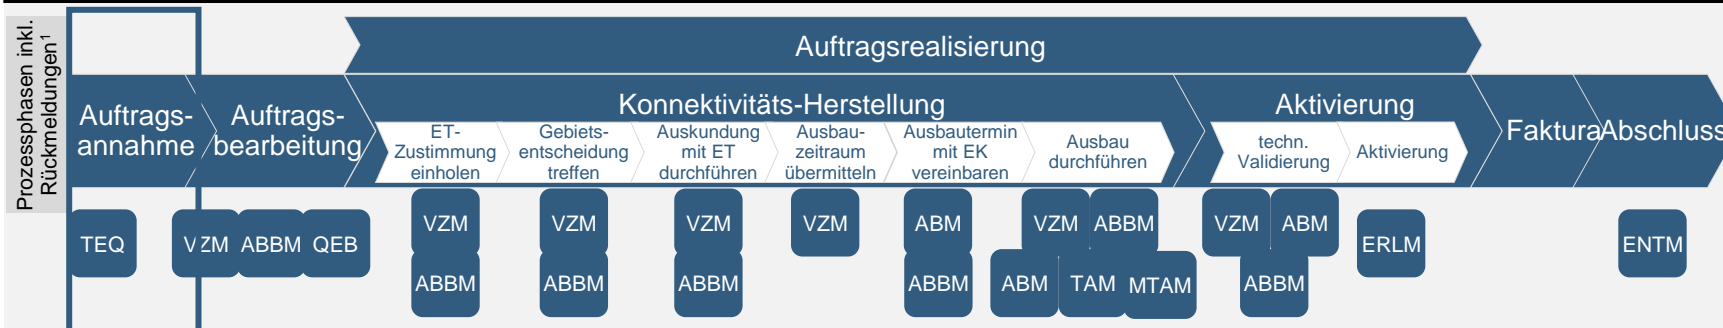 Prozessphasen inkl.
Rückmeldungen¹
Auftragsrealisierung
Auftrags-
annahme
Auftrags-
bearbeitung
Konnektivitäts-Herstellung
ET-
Zustimmung
einholen
Gebiets-
entscheidung
treffen
Auskundung
mit ET
durchführen
Ausbau-
zeitraum
übermitteln
Ausbautermin
mit EK
vereinbaren
Ausbau
durchführen
Aktivierung
techn.
Validierung
Aktivierung
Faktura
Abschluss
TEQ
VZM
ABBM
QEB
VZM
ABBM
VZM
ABBM
VZM
ABBM
VZM
ABM
ABBM
VZM
ABBM
ABM
TAM
MTAM
VZM
ABM
ABBM
ERLM
ENTM